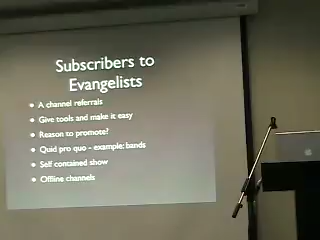 Subscribers to
Evangelists
• A channel referrals
• Give tools and make it easy
• Reason to promote?
• Quid pro quo - example: bands
• Self contained show
• Offline channels